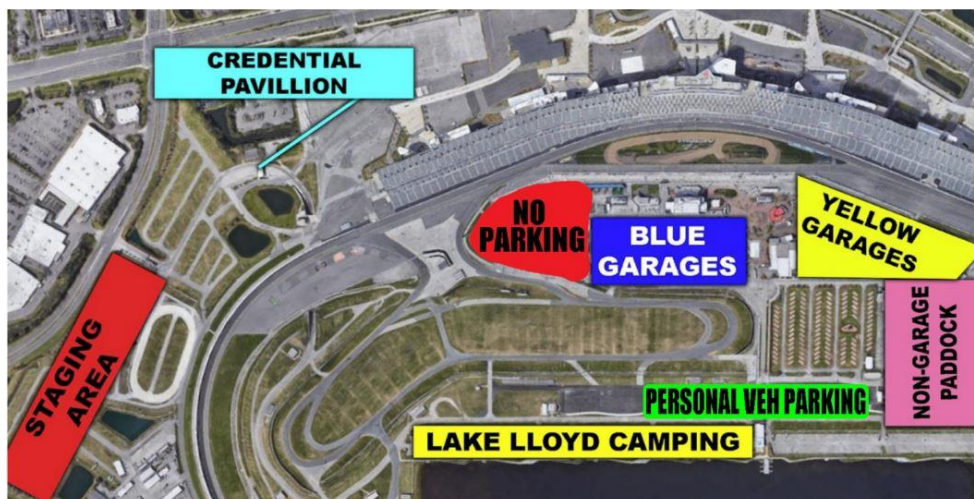 CREDENTIAL
PAVILLION
NO
PARKING
BLUE
GARAGES
YELLOW
GARAGES
STAGING
AREA
NON-GARAGE
PADDOCK
PERSONAL VEH PARKING
LAKE LLOYD CAMPING